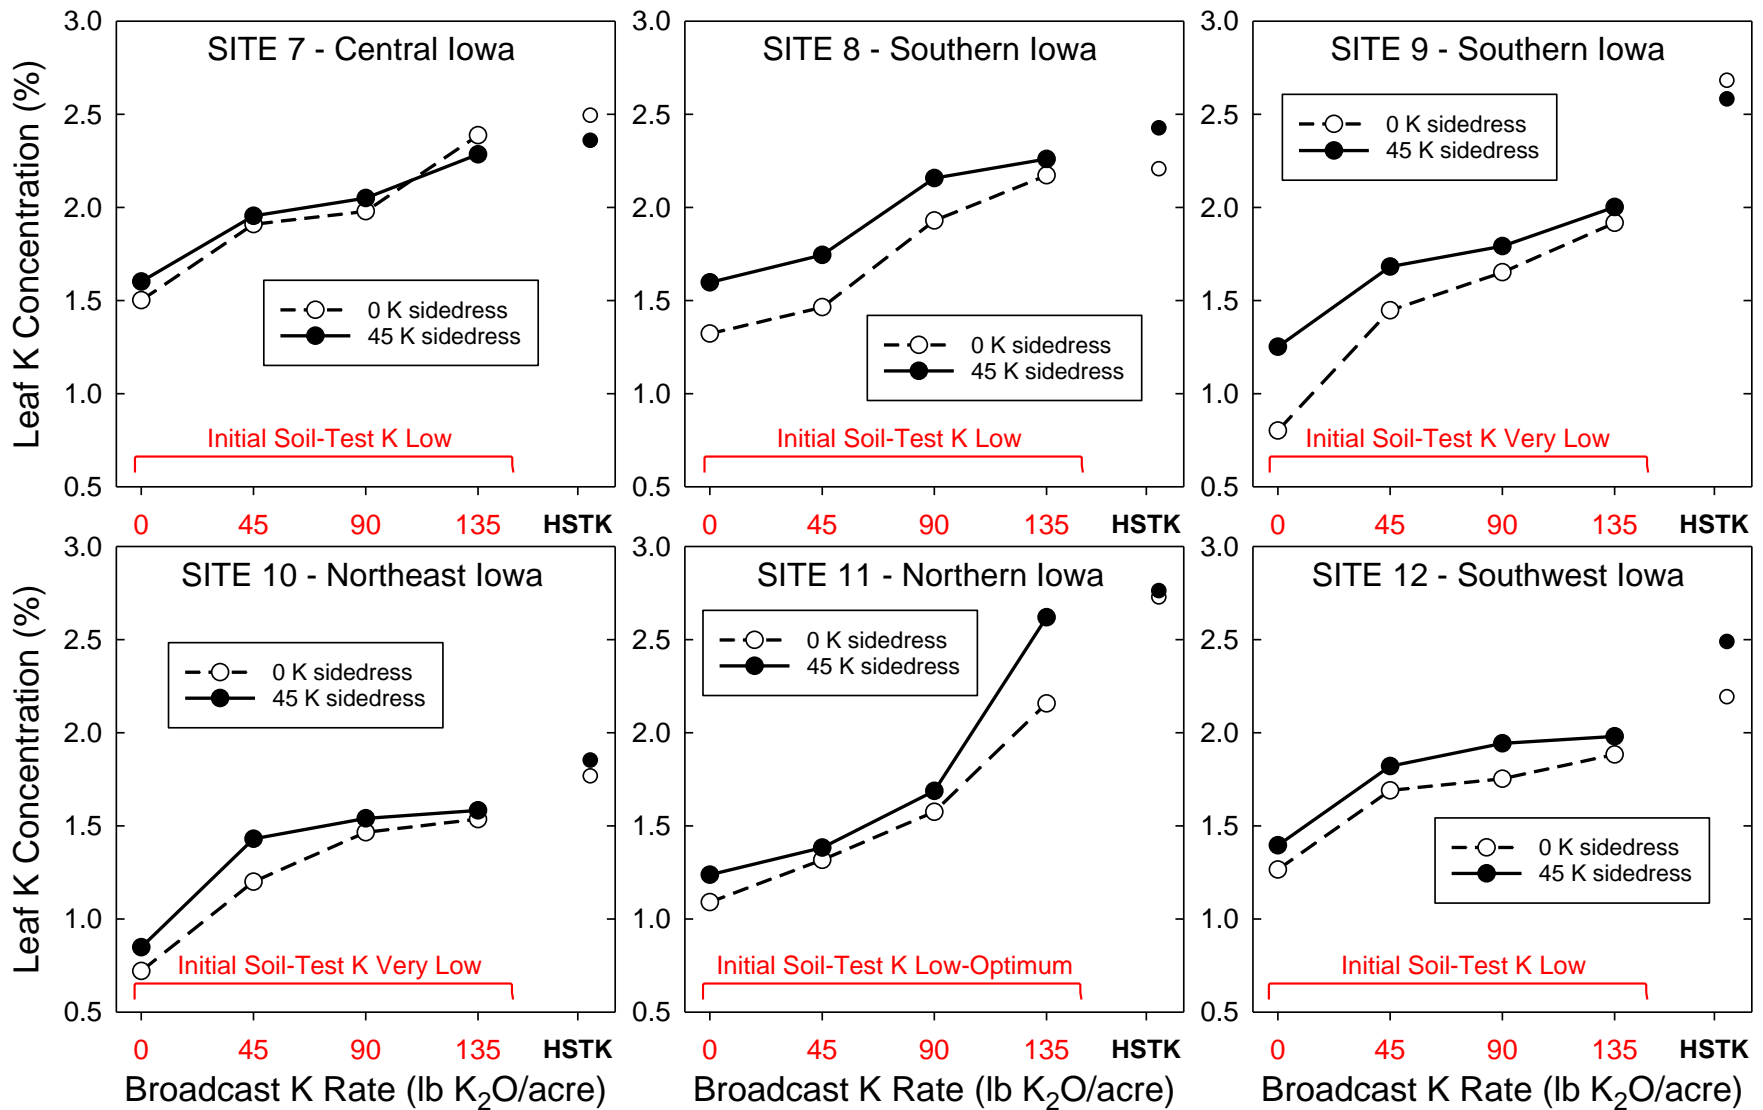 Leaf K Concentration (%)
3.0
2.5
2.0
1.5
1.0
0.5
SITE 7 - Central Iowa
0 K sidedress
45 K sidedress
Initial Soil-Test K Low
0 45 90 135 HSTK
3.0
2.5
2.0
1.5
1.0
0.5
SITE 8 - Southern Iowa
0 K sidedress
45 K sidedress
Initial Soil-Test K Low
0 45 90 135 HSTK
3.0
2.5
2.0
1.5
1.0
0.5
SITE 9 - Southern Iowa
0 K sidedress
45 K sidedress
Initial Soil-Test K Very Low
0 45 90 135 HSTK
Leaf K Concentration (%)
3.0
2.5
2.0
1.5
1.0
0.5
SITE 10 - Northeast Iowa
0 K sidedress
45 K sidedress
Initial Soil-Test K Very Low
0 45 90 135 HSTK
Broadcast K Rate (lb K₂O/acre)
3.0
2.5
2.0
1.5
1.0
0.5
SITE 11 - Northern Iowa
0 K sidedress
45 K sidedress
Initial Soil-Test K Low-Optimum
0 45 90 135 HSTK
Broadcast K Rate (lb K₂O/acre)
3.0
2.5
2.0
1.5
1.0
0.5
SITE 12 - Southwest Iowa
0 K sidedress
45 K sidedress
Initial Soil-Test K Low
0 45 90 135 HSTK
Broadcast K Rate (lb K₂O/acre)